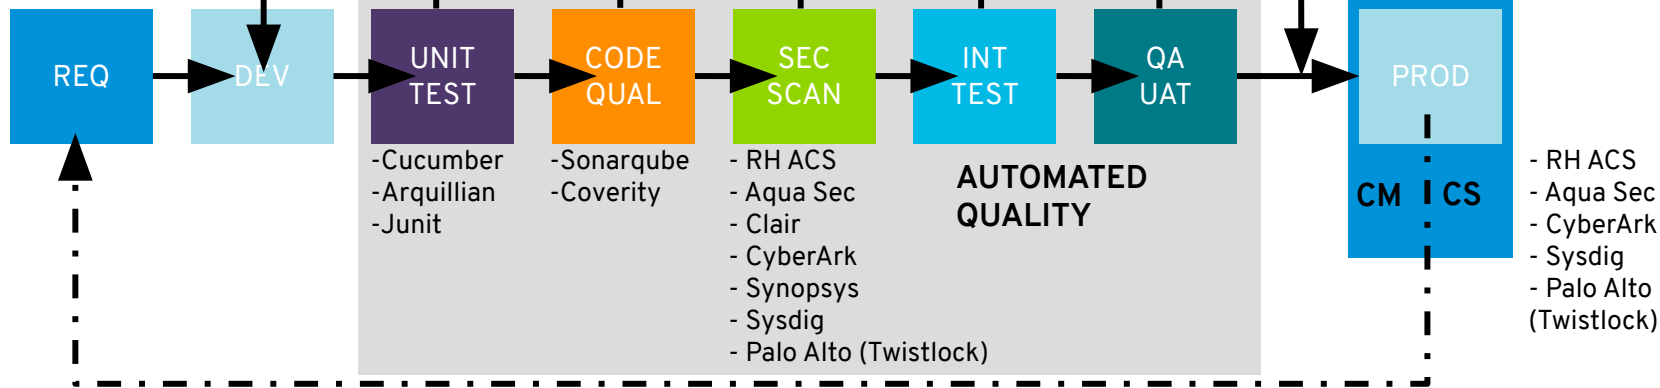 REQ
DEV
UNIT
TEST
CODE
QUAL
SEC
SCAN
INT
TEST
QA
UAT
PROD
-Cucumber
-Arquillian
-Junit
-Sonarqube
-Coverity
- RH ACS
- Aqua Sec
- Clair
- CyberArk
- Synopsys
- Sysdig
- Palo Alto (Twistlock)
AUTOMATED
QUALITY
CM
CS
- RH ACS
- Aqua Sec
- CyberArk
- Sysdig
- Palo Alto
(Twistlock)